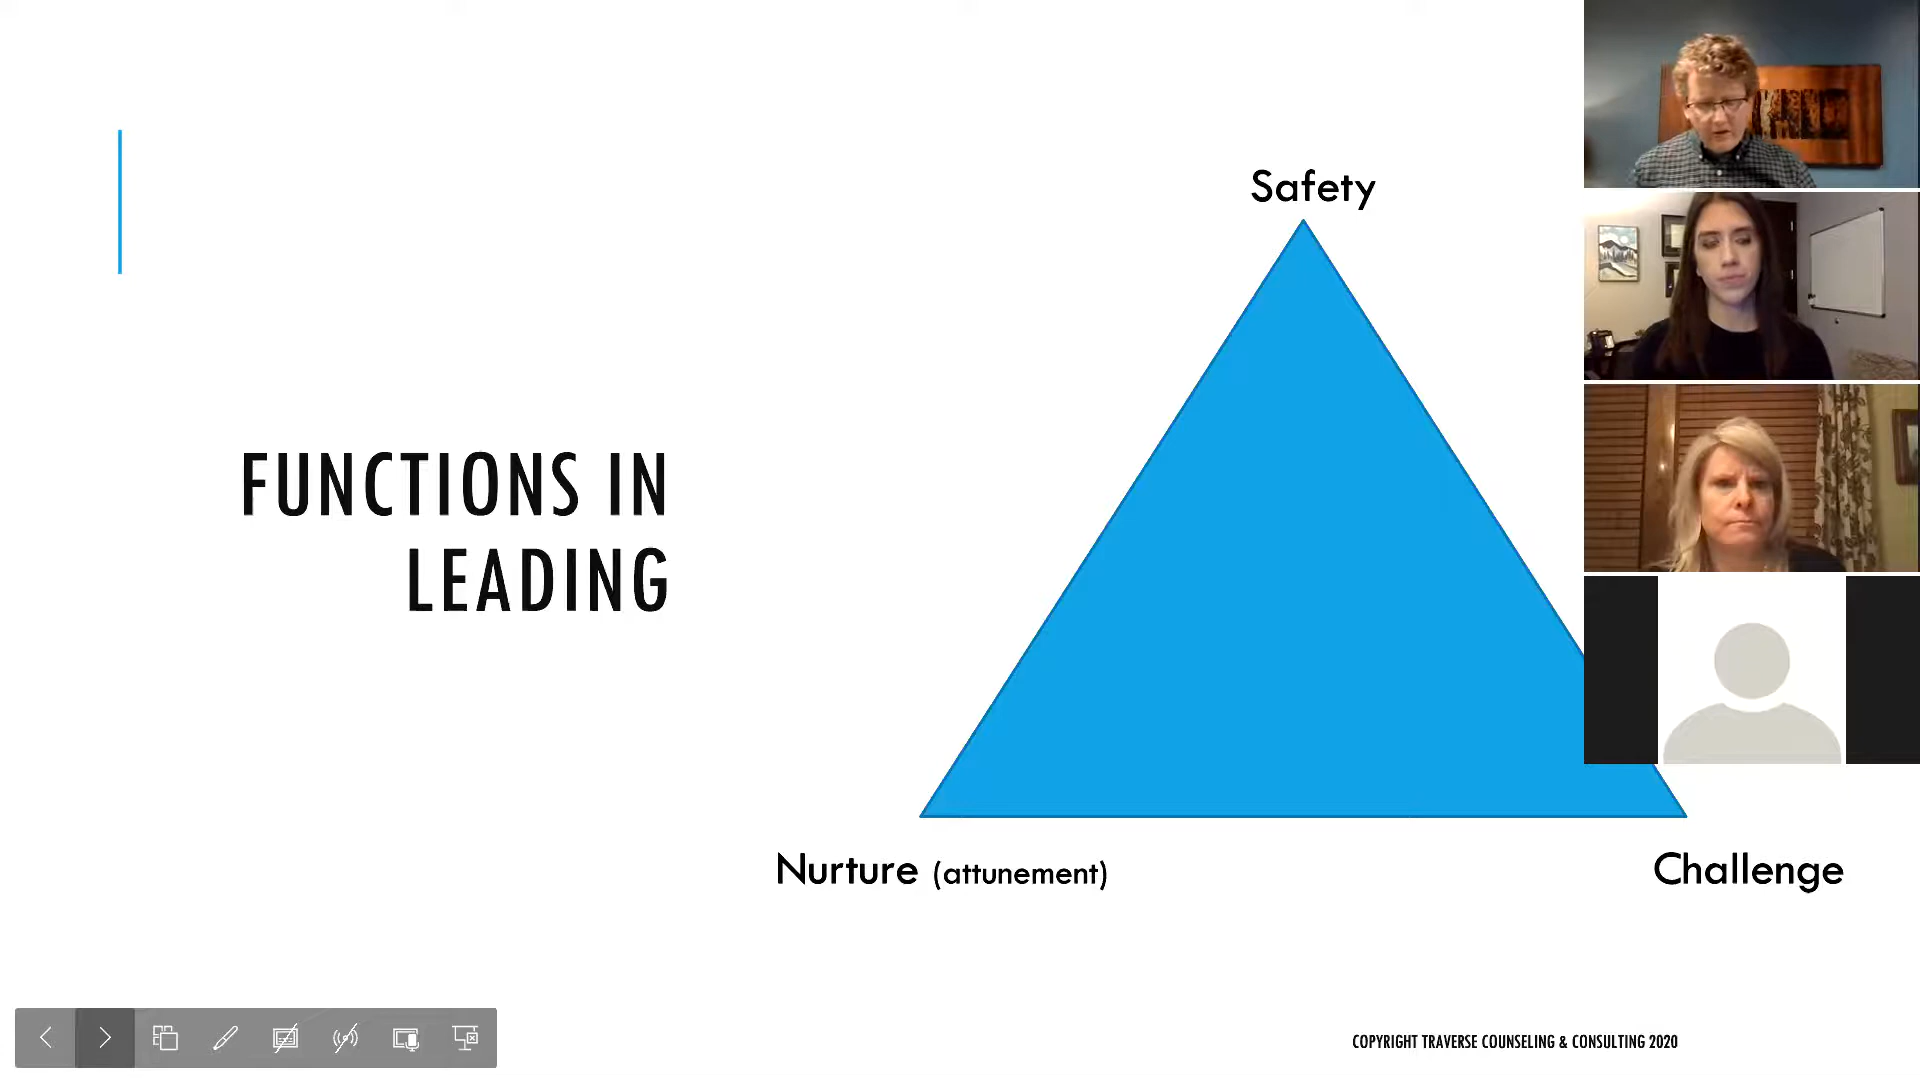 Safety
FUNCTIONS IN
LEADING
Nurture (attunement)
Challenge
COPYRIGHT TRAVERSE COUNSELING & CONSULTING 2020